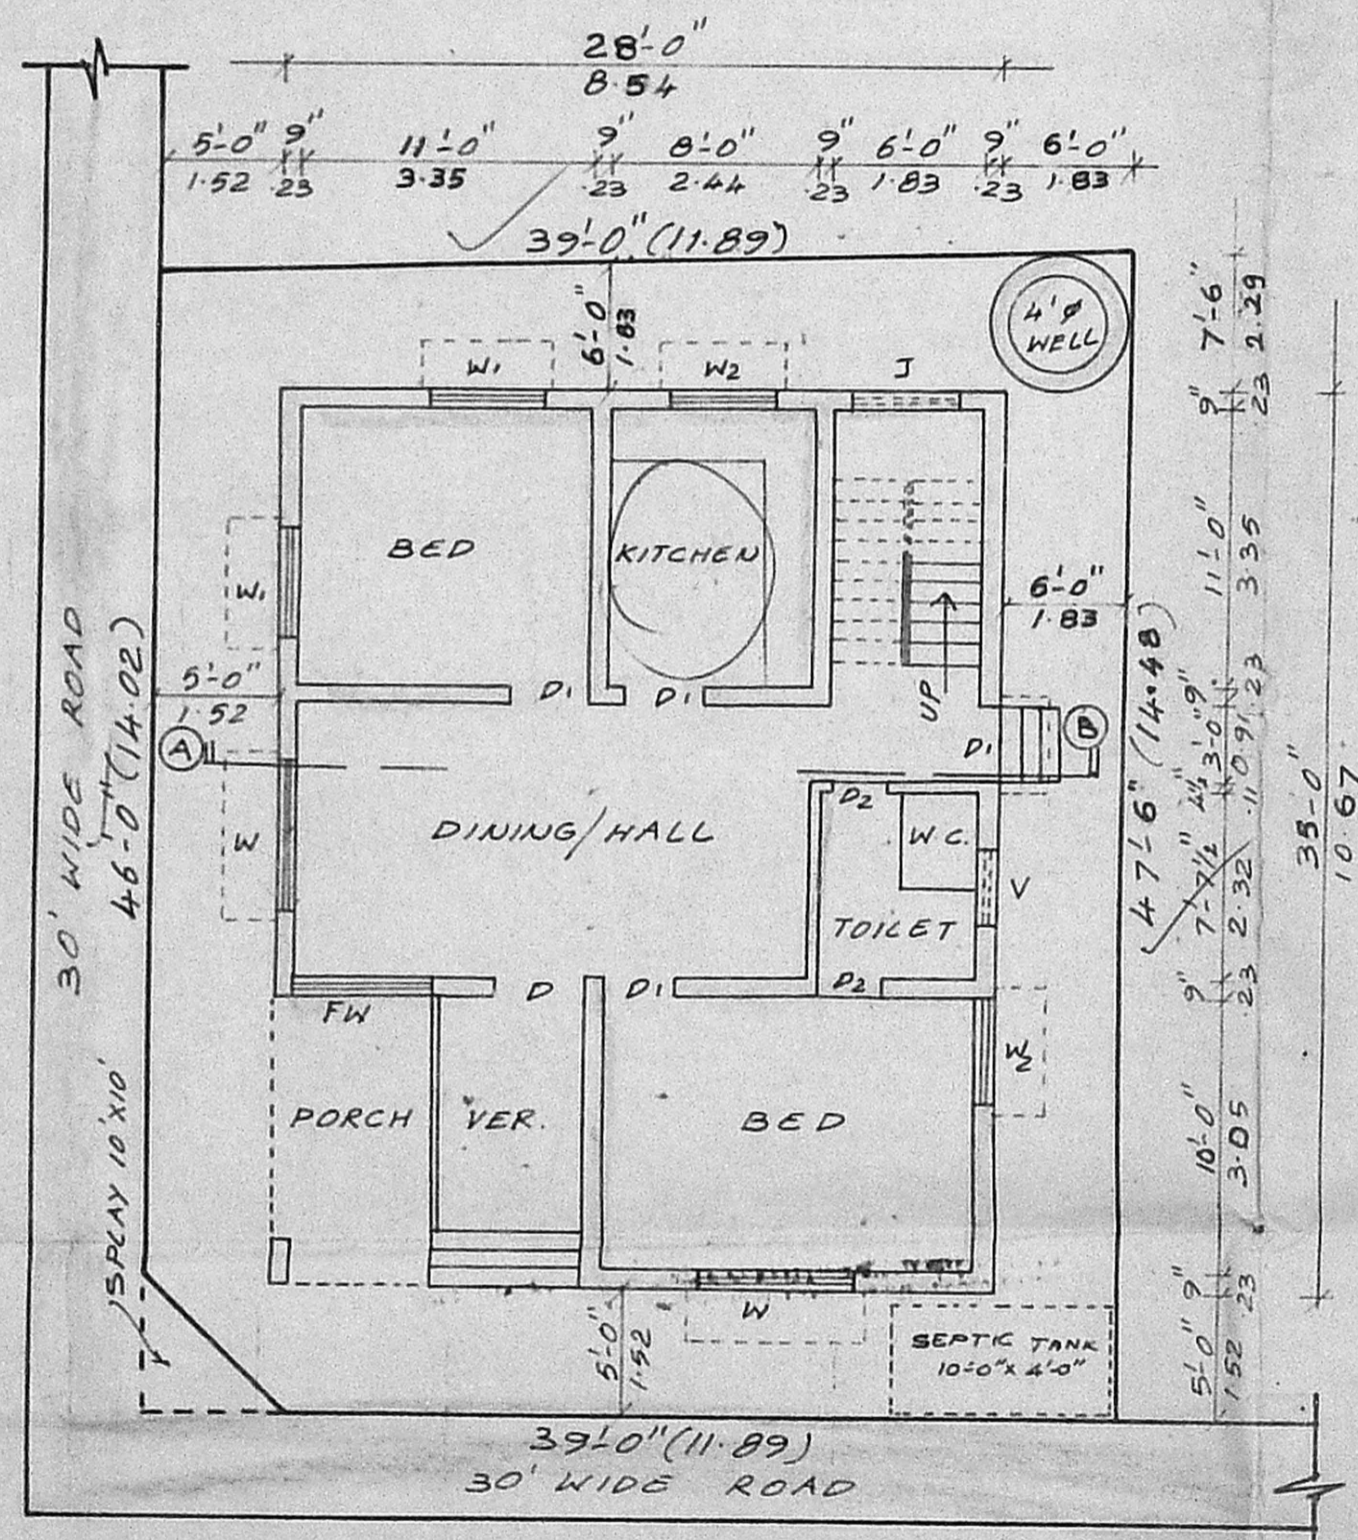 28'-0"
8.54
5'-0" 9" 11'-0" 9" 8'-0" 9" 6'-0" 9" 6'-0"
1.52 .23 3.35 .23 2.44 .23 1.83 .23 1.83
39'-0" (11.89)
4' Ø
WELL
6'-0"
1.83
W1
W2
J
BED
KITCHEN
W1
6'-0"
1.83
5'-0"
1.52
D1
D1
UP
A
D1
B
D2
W
DINING/HALL
W.C.
V
TOILET
FW
D
D1
D2
W2
PORCH
VER.
BED
W
5'-0"
1.52
SEPTIC TANK
10'-0" X 4'-0"
39'-0" (11.89)
30' WIDE ROAD
30' WIDE ROAD
46'-0" (14.02)
SPLAY 10'X10'
47'-6" (14.48)
7'-6" 9" 11'-0" 9" 3'-0" 4½" 7'-7½" 9" 10'-0" 9" 5'-0"
2.29 .23 3.35 .23 0.91 .11 2.32 .23 3.05 .23 1.52
35'-0"
10.67